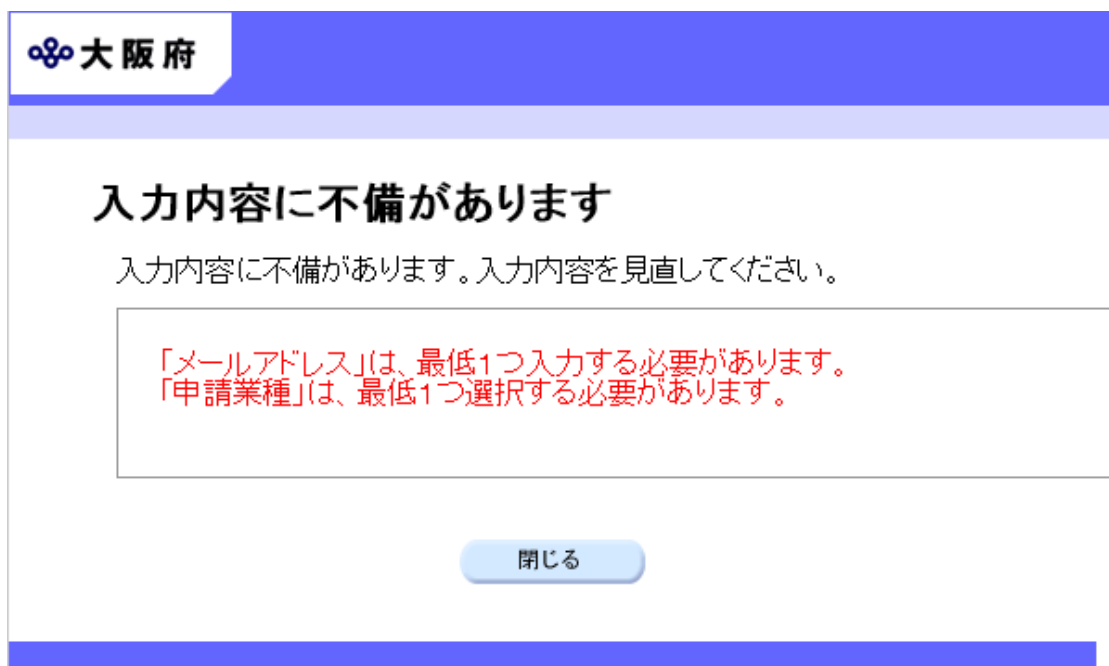 大阪府
入力内容に不備があります
入力内容に不備があります。入力内容を見直してください。
「メールアドレス」は、最低1つ入力する必要があります。
「申請業種」は、最低1つ選択する必要があります。
閉じる